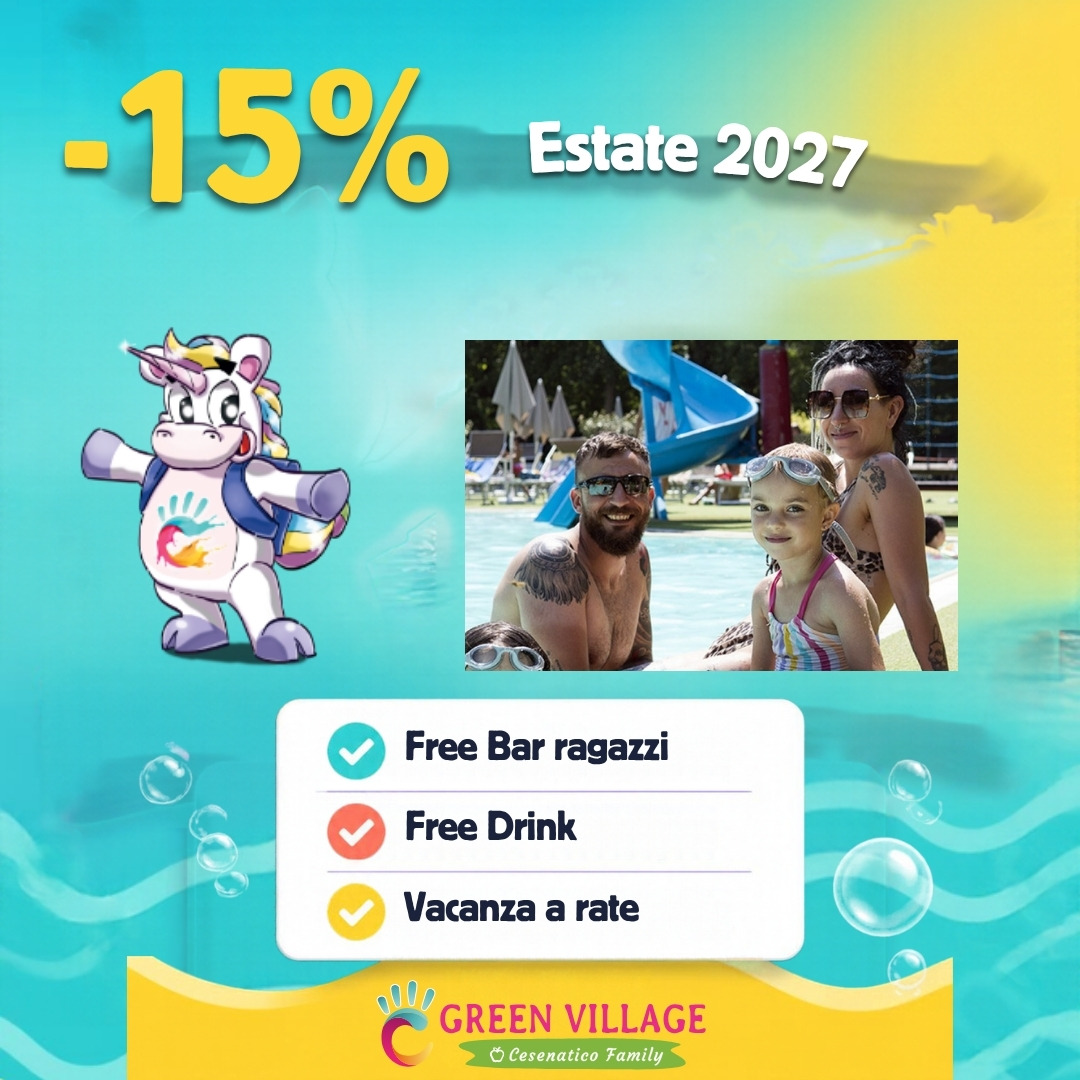 -15%
Estate 2027
Free Bar ragazzi
Free Drink
Vacanza a rate
GREEN VILLAGE
Cesenatico Family